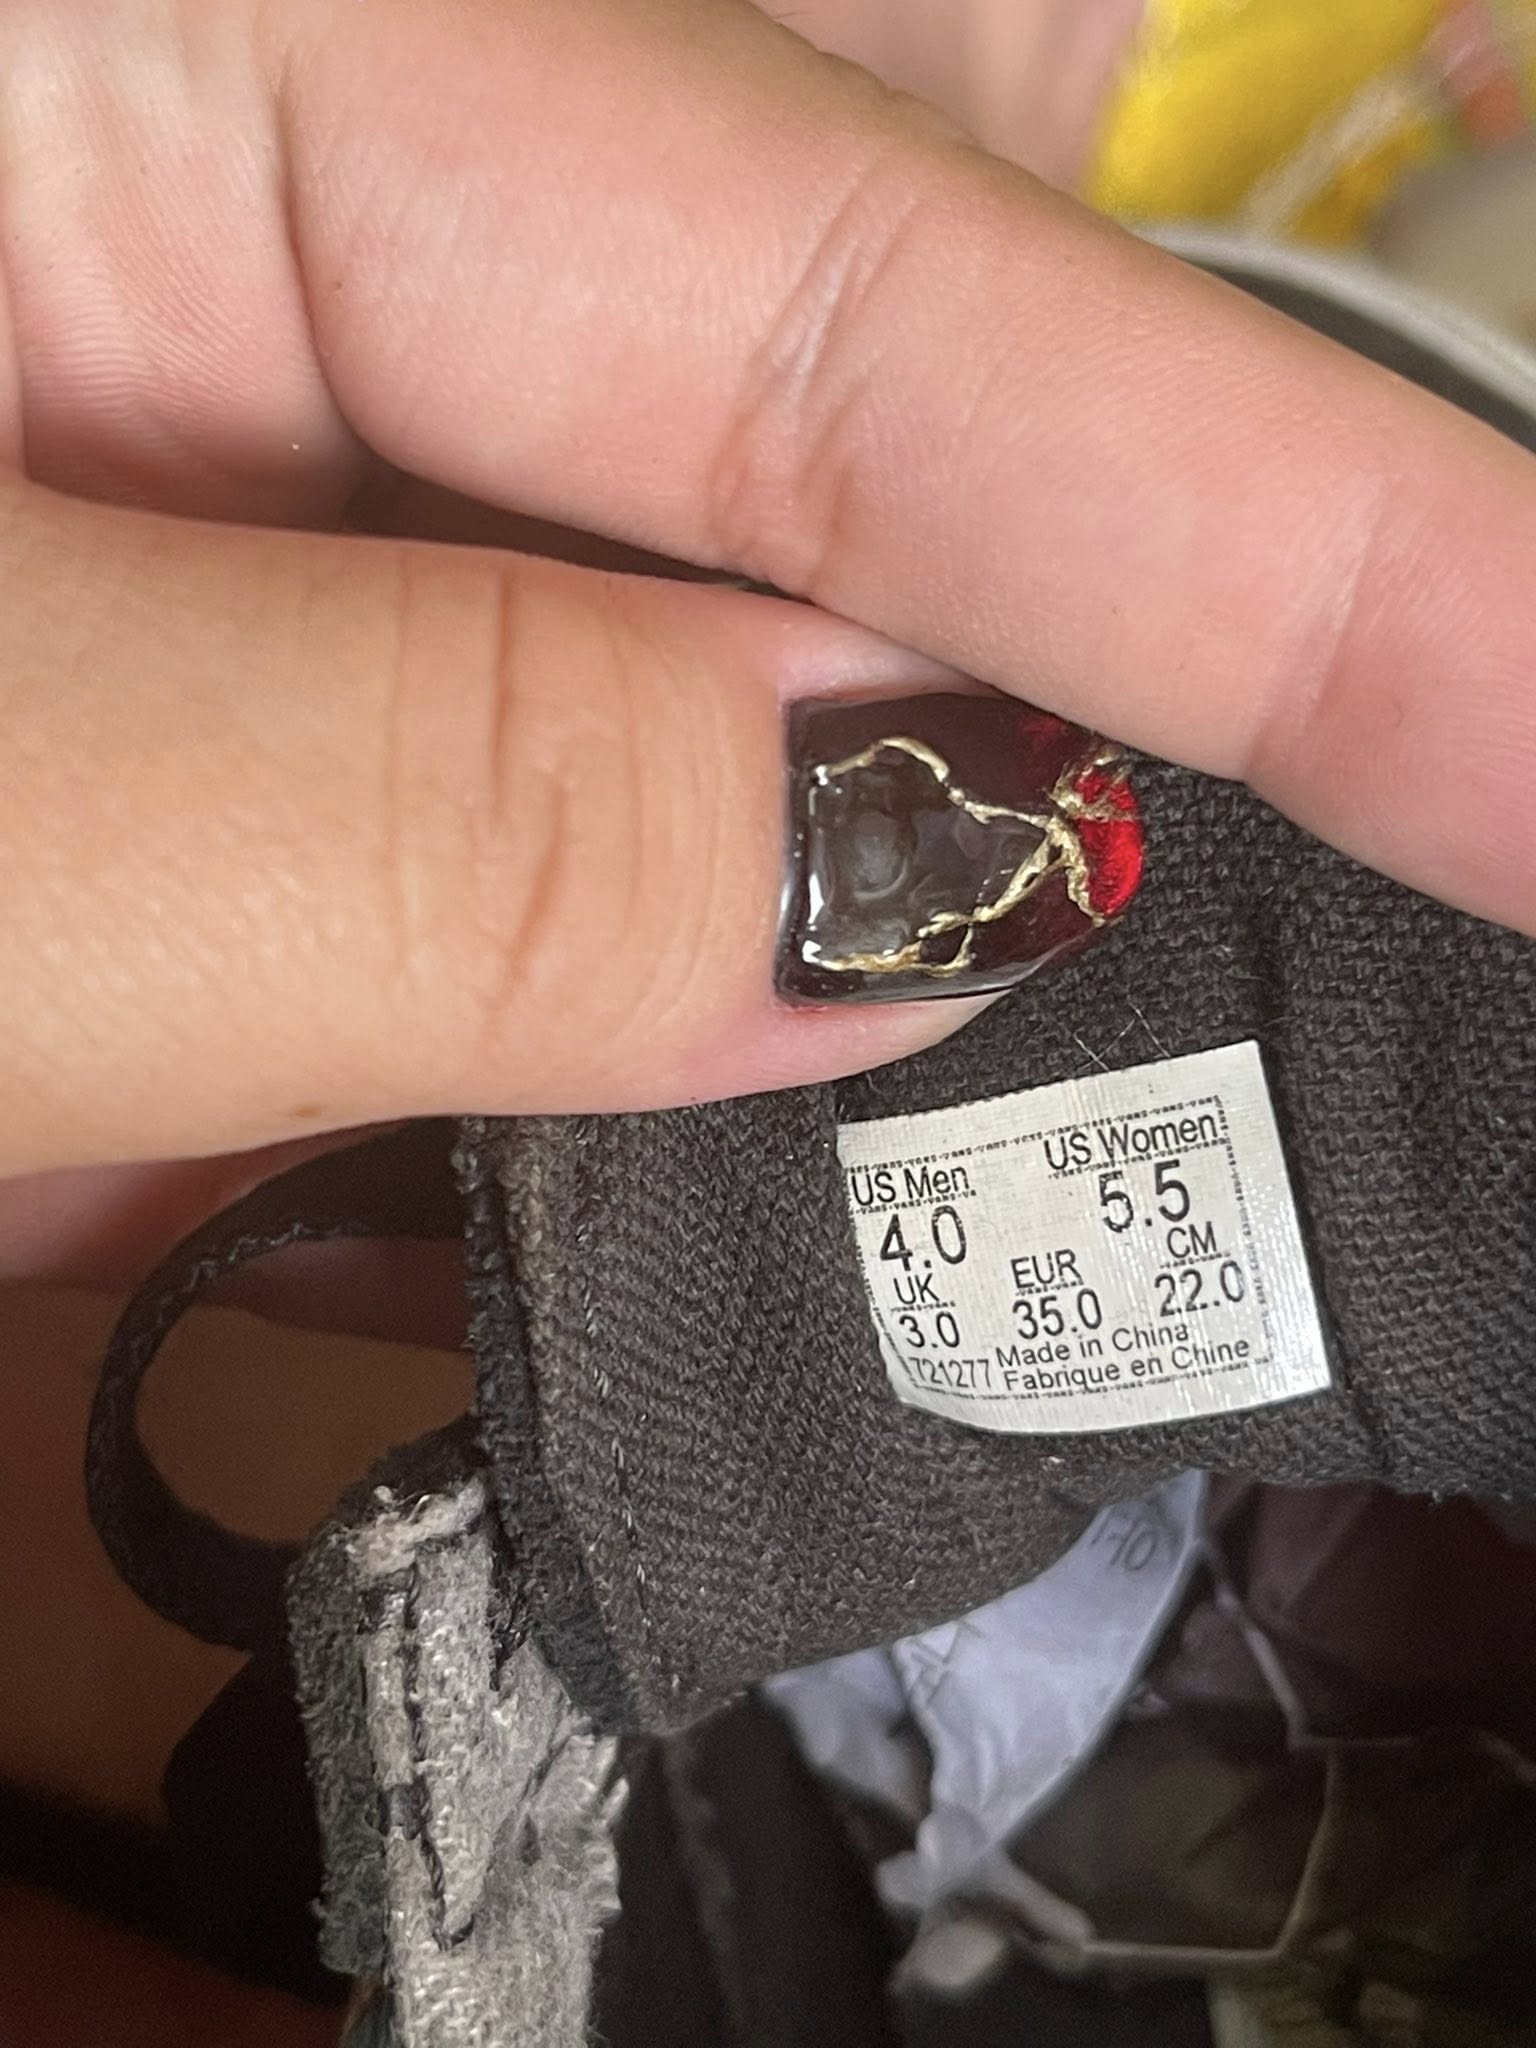 US Men US Women
4.0 5.5
UK EUR CM
3.0 35.0 22.0
721277 Made in China
Fabrique en Chine